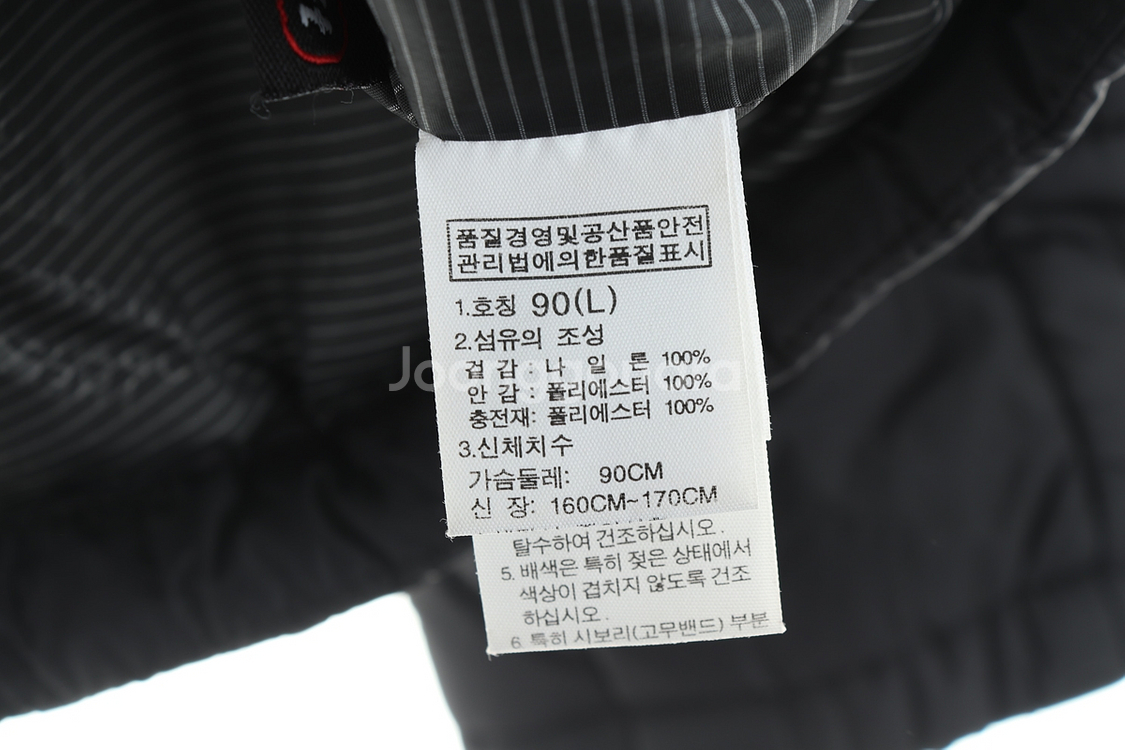 품질경영및공산품안전
관리법에의한품질표시
1.호칭 90(L)
2.섬유의 조성
겉 감 : 나 일 론 100%
안 감 : 폴리에스터 100%
충전재: 폴리에스터 100%
3.신체치수
가슴둘레: 90CM
신 장: 160CM~170CM
탈수하여 건조하십시오.
5. 배색은 특히 젖은 상태에서
색상이 겹치지 않도록 건조
하십시오.
6. 특히 시보리(고무밴드) 부분